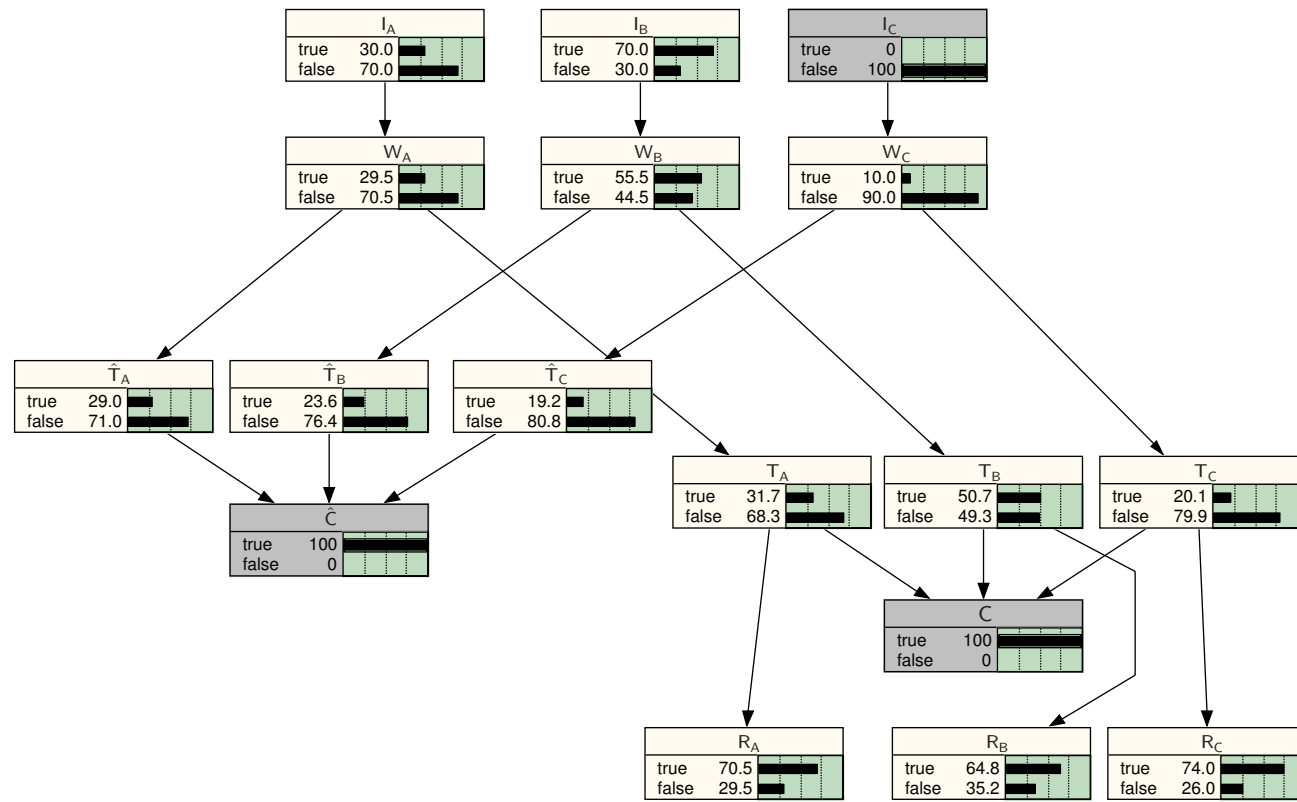 I_A
true 30.0
false 70.0
I_B
true 70.0
false 30.0
I_C
true 0
false 100
W_A
true 29.5
false 70.5
W_B
true 55.5
false 44.5
W_C
true 10.0
false 90.0
T̂_A
true 29.0
false 71.0
T̂_B
true 23.6
false 76.4
T̂_C
true 19.2
false 80.8
T_A
true 31.7
false 68.3
T_B
true 50.7
false 49.3
T_C
true 20.1
false 79.9
Ĉ
true 100
false 0
C
true 100
false 0
R_A
true 70.5
false 29.5
R_B
true 64.8
false 35.2
R_C
true 74.0
false 26.0